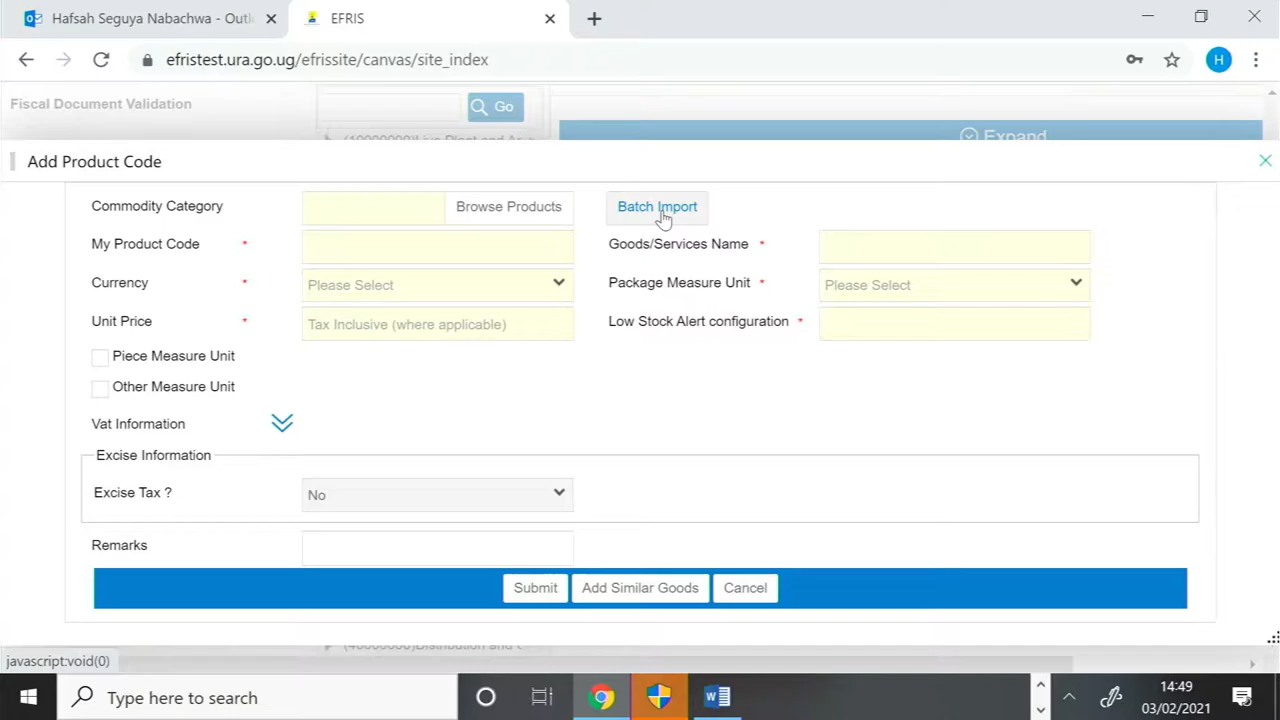 Hafsah Seguya Nabachwa - Outlo
EFRIS
efristest.ura.go.ug/efrissite/canvas/site_index
H
Fiscal Document Validation
Go
Expand
Add Product Code
Commodity Category
Browse Products
Batch Import
My Product Code *
Goods/Services Name *
Currency * Please Select
Package Measure Unit * Please Select
Unit Price * Tax Inclusive (where applicable)
Low Stock Alert configuration *
Piece Measure Unit
Other Measure Unit
Vat Information
Excise Information
Excise Tax ? No
Remarks
Submit
Add Similar Goods
Cancel
javascript:void(0)
Type here to search
14:49
03/02/2021